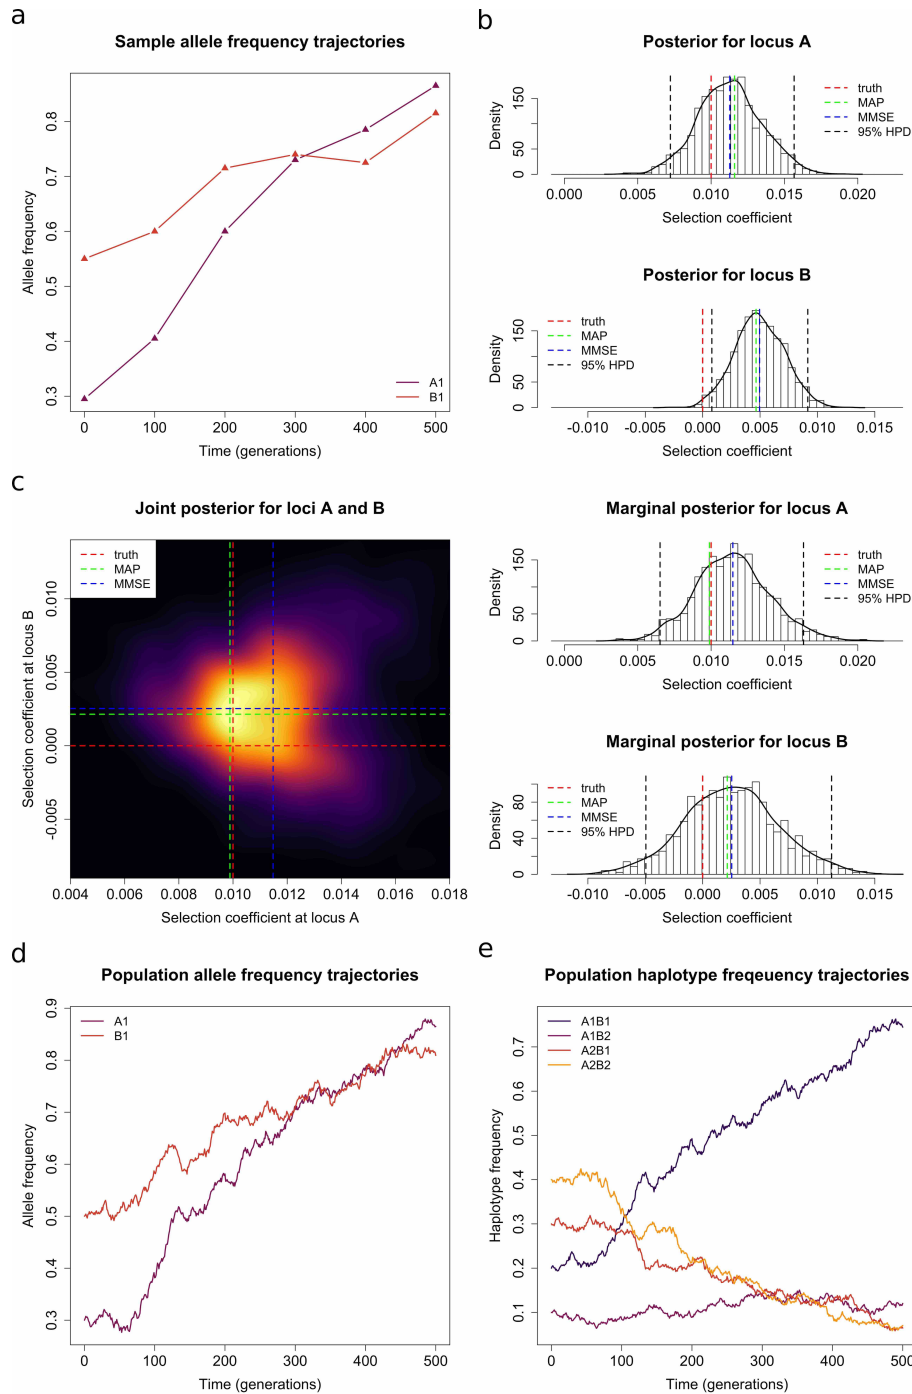 a
Sample allele frequency trajectories
Allele frequency
0.3 0.4 0.5 0.6 0.7 0.8
A1
B1
0 100 200 300 400 500
Time (generations)
b
Posterior for locus A
Density
0 50 150
truth
MAP
MMSE
95% HPD
0.000 0.005 0.010 0.015 0.020
Selection coefficient
Posterior for locus B
Density
0 50 150
truth
MAP
MMSE
95% HPD
-0.010 -0.005 0.000 0.005 0.010 0.015
Selection coefficient
c
Joint posterior for loci A and B
Selection coefficient at locus B
-0.005 0.000 0.005 0.010
truth
MAP
MMSE
0.004 0.006 0.008 0.010 0.012 0.014 0.016 0.018
Selection coefficient at locus A
Marginal posterior for locus A
Density
0 50 150
truth
MAP
MMSE
95% HPD
0.000 0.005 0.010 0.015 0.020
Selection coefficient
Marginal posterior for locus B
Density
0 40 80
truth
MAP
MMSE
95% HPD
-0.010 -0.005 0.000 0.005 0.010 0.015
Selection coefficient
d
Population allele frequency trajectories
Allele frequency
0.3 0.4 0.5 0.6 0.7 0.8 0.9
A1
B1
0 100 200 300 400 500
Time (generations)
e
Population haplotype freqeuency trajectories
Haplotype frequency
0.1 0.2 0.3 0.5 0.7
A1B1
A1B2
A2B1
A2B2
0 100 200 300 400 500
Time (generations)